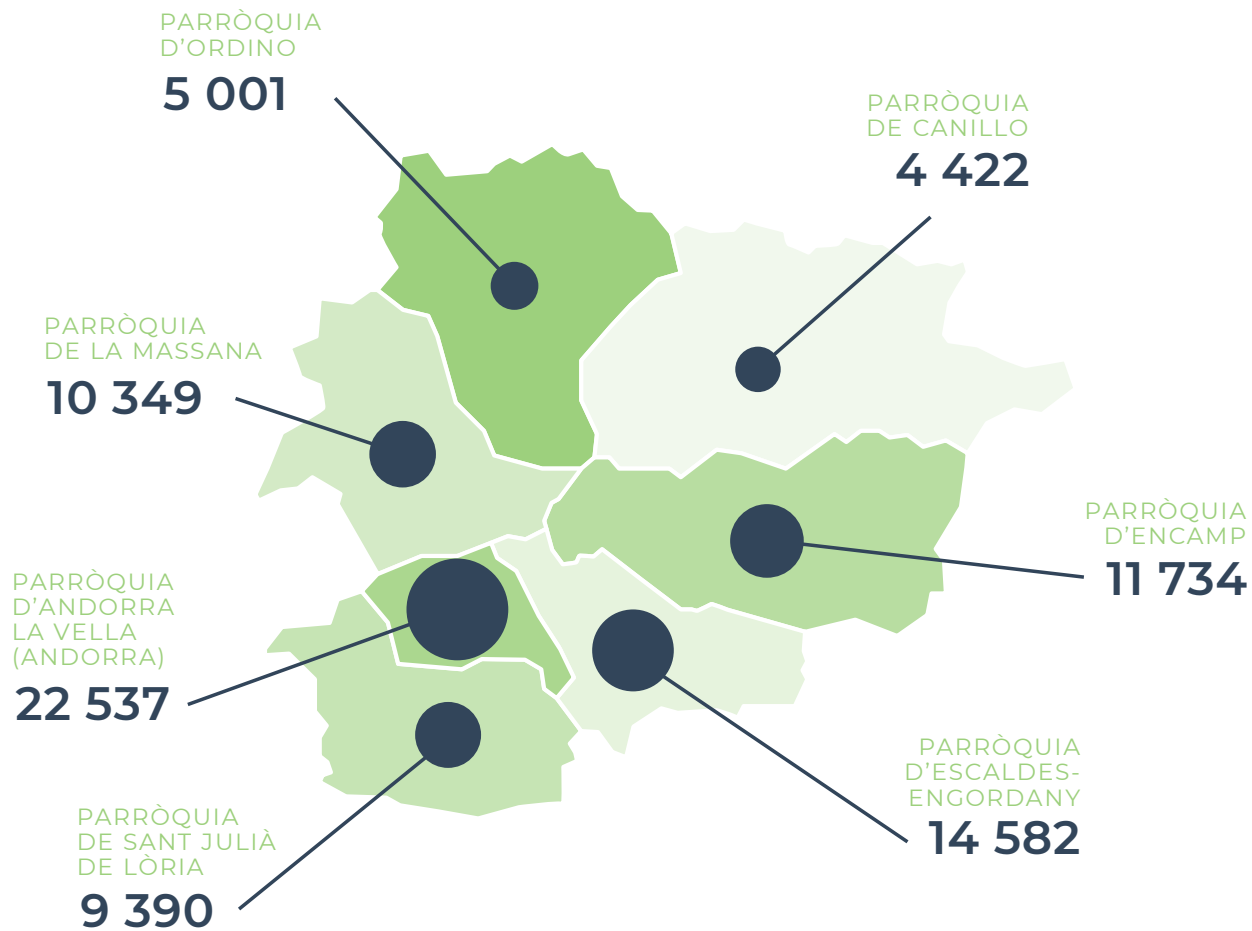 PARRÒQUIA
D’ORDINO
5 001
PARRÒQUIA
DE CANILLO
4 422
PARRÒQUIA
DE LA MASSANA
10 349
PARRÒQUIA
D’ENCAMP
11 734
PARRÒQUIA
D’ANDORRA
LA VELLA
(ANDORRA)
22 537
PARRÒQUIA
D’ESCALDES-
ENGORDANY
14 582
PARRÒQUIA
DE SANT JULIÀ
DE LÒRIA
9 390